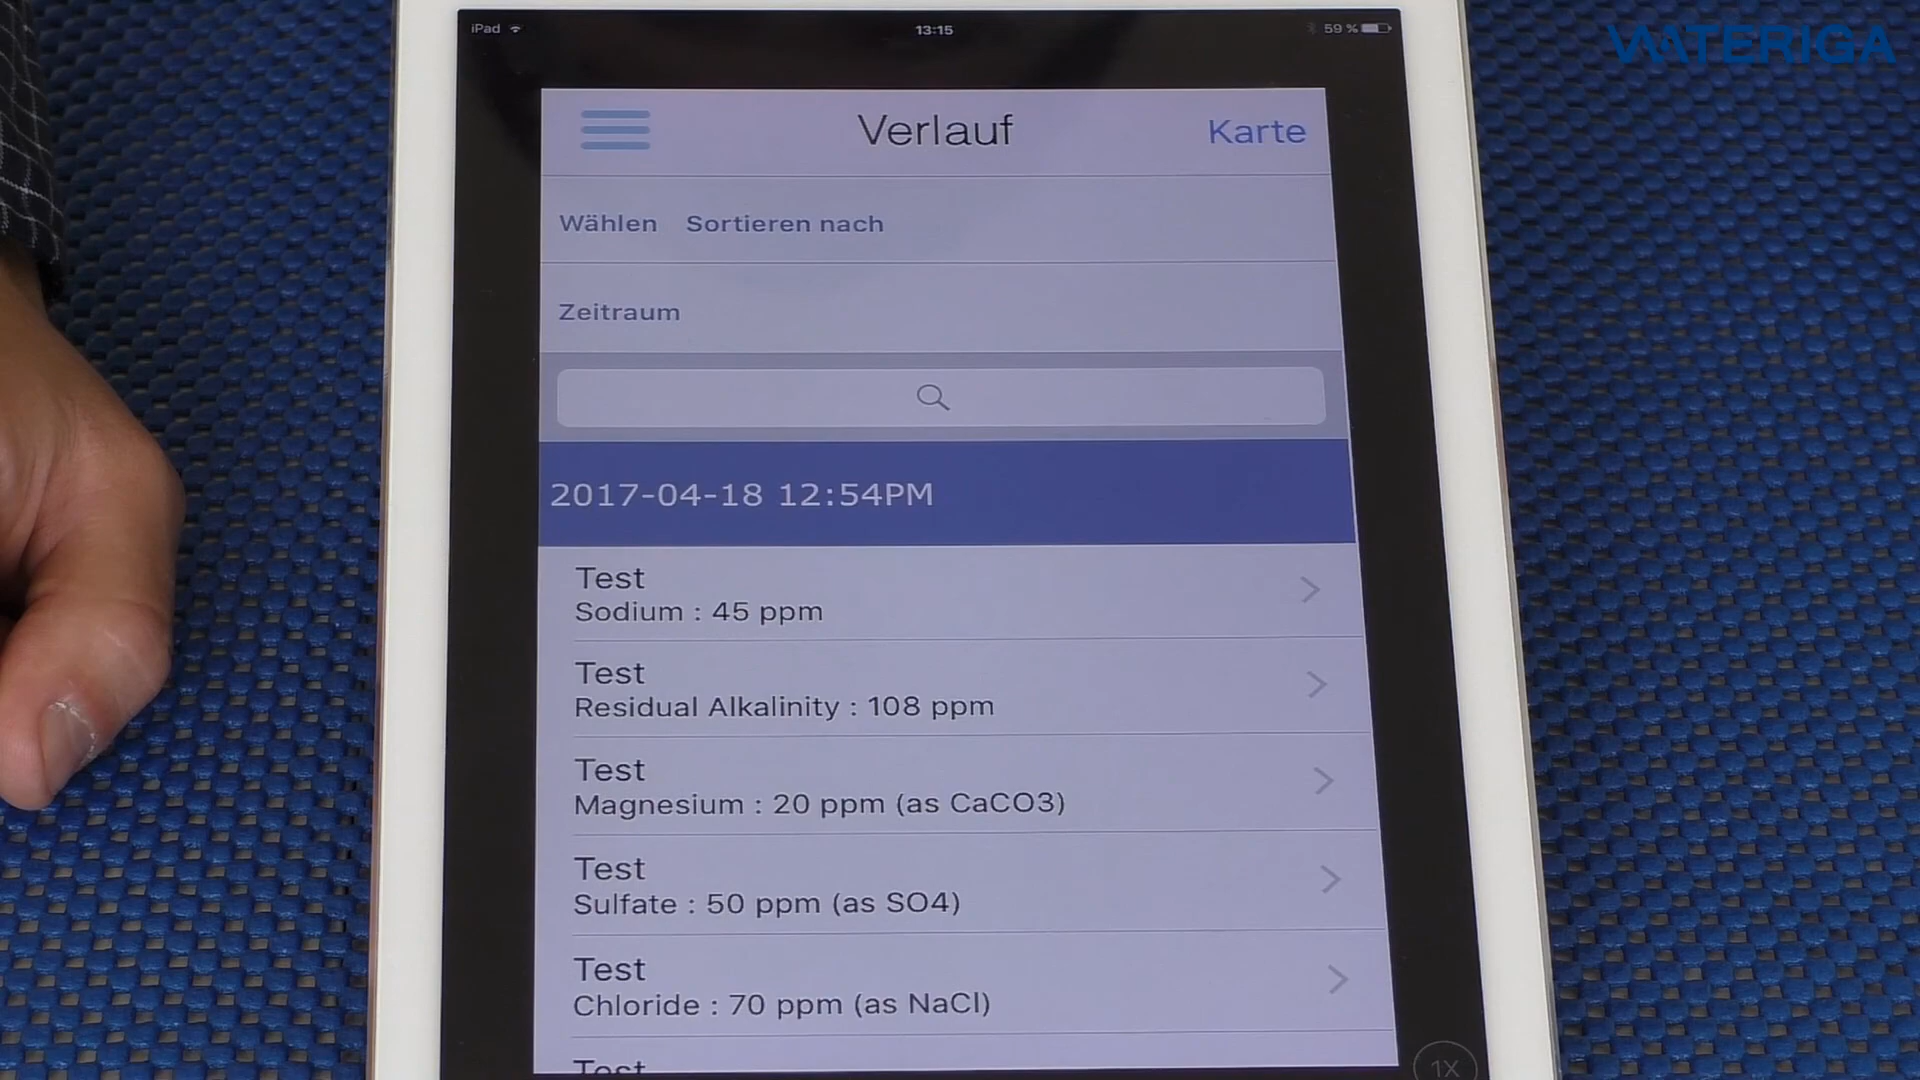 iPad
13:15
59 %
WATERIGA
Verlauf
Karte
Wählen Sortieren nach
Zeitraum
2017-04-18 12:54PM
Test
Sodium : 45 ppm
Test
Residual Alkalinity : 108 ppm
Test
Magnesium : 20 ppm (as CaCO3)
Test
Sulfate : 50 ppm (as SO4)
Test
Chloride : 70 ppm (as NaCl)
Test
1X